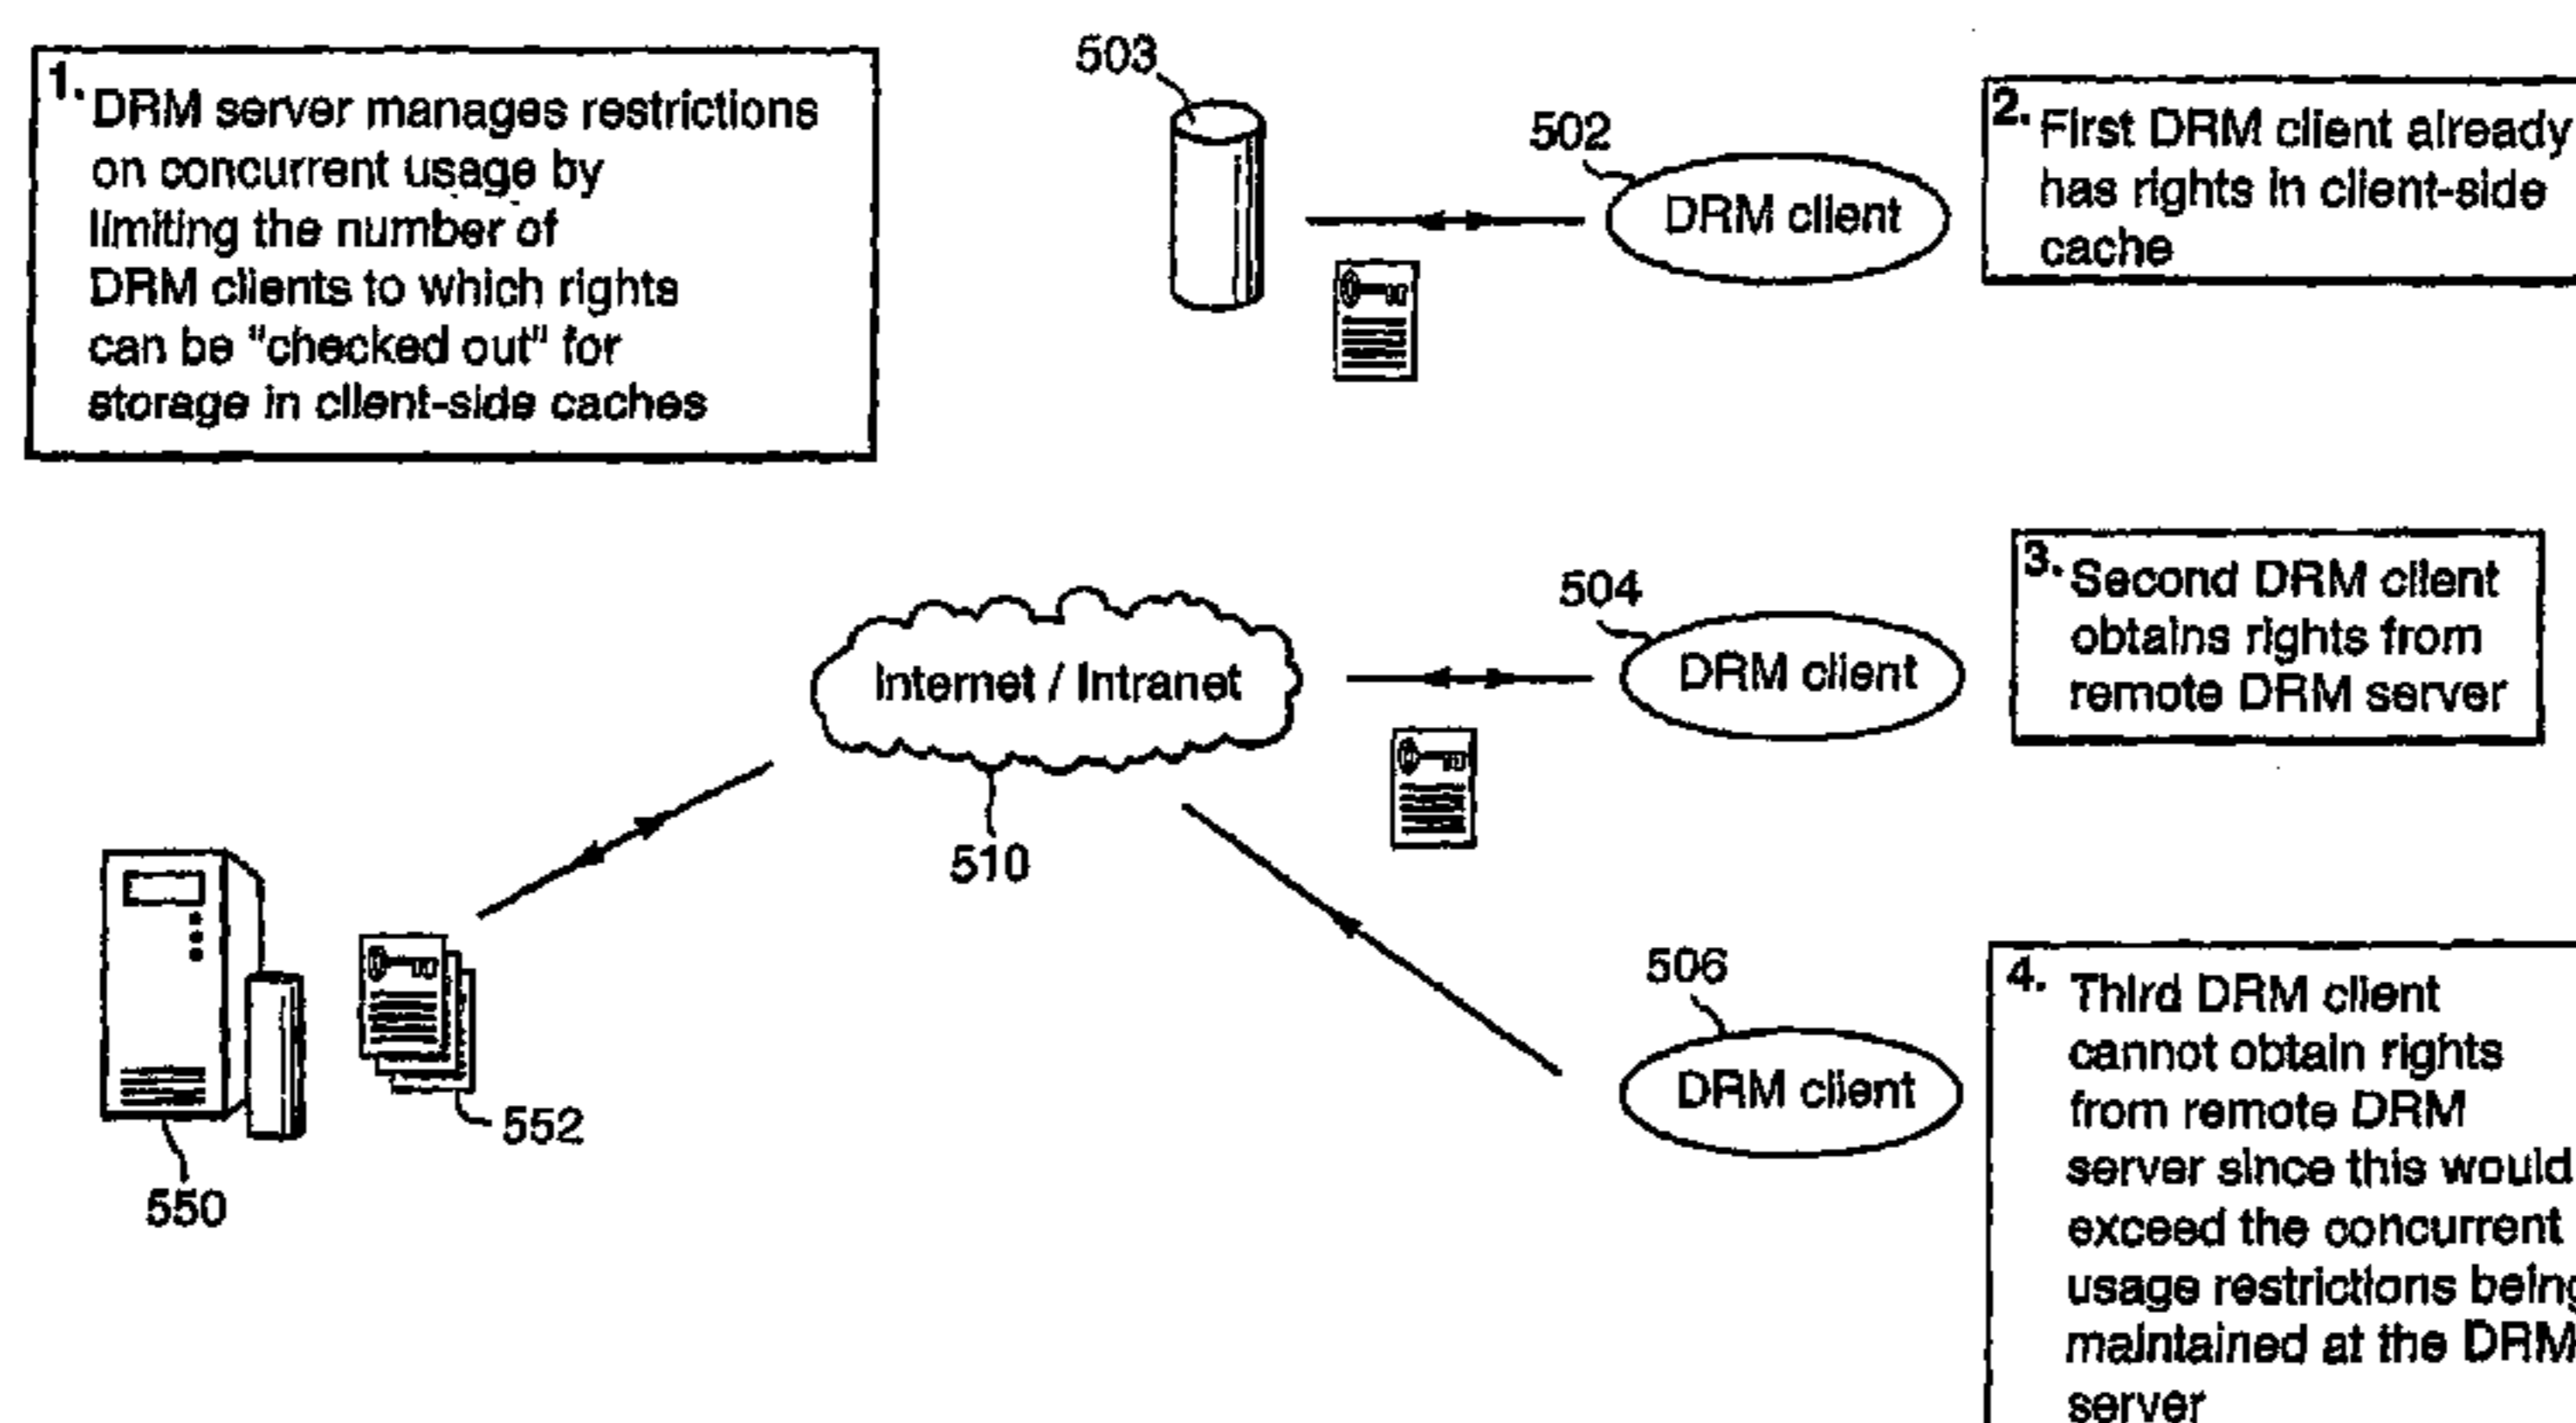 1. DRM server manages restrictions
on concurrent usage by
limiting the number of
DRM clients to which rights
can be "checked out" for
storage in client-side caches
503
502
DRM client
2. First DRM client already
has rights in client-side
cache
Internet / Intranet
510
504
DRM client
3. Second DRM client
obtains rights from
remote DRM server
550
552
506
DRM client
4. Third DRM client
cannot obtain rights
from remote DRM
server since this would
exceed the concurrent
usage restrictions being
maintained at the DRM
server